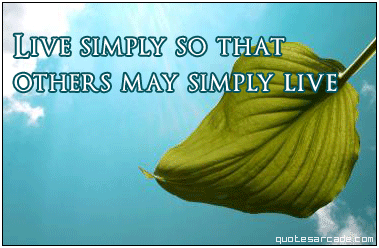 Live simply so that
others may simply live
quotesarcade.com